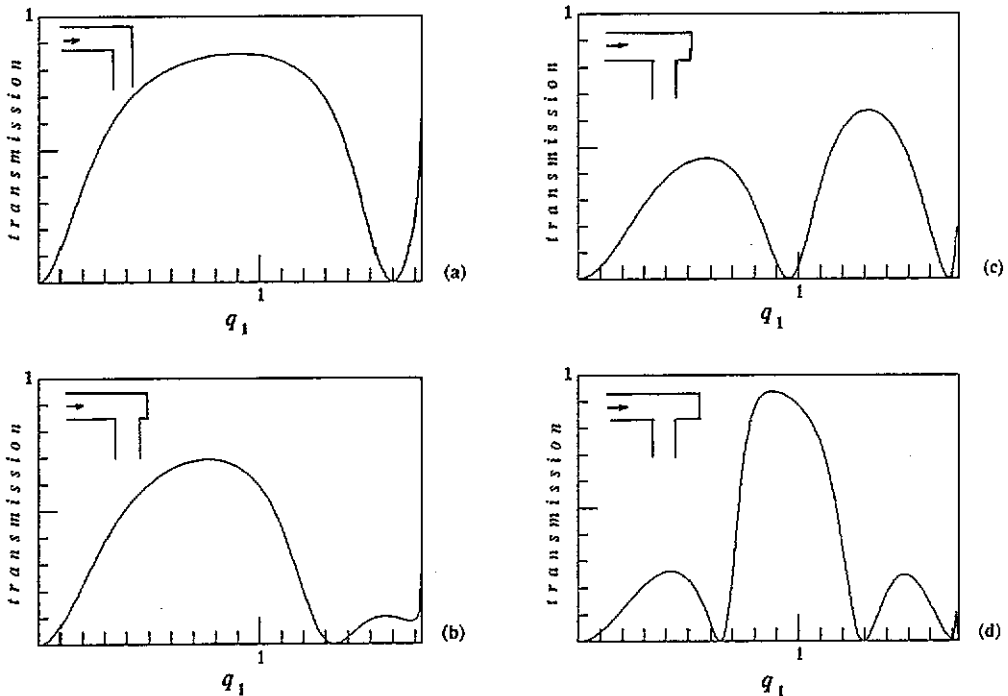 1
transmission
1
q1
(a)
1
transmission
1
q1
(b)
1
transmission
1
q1
(c)
1
transmission
1
q1
(d)